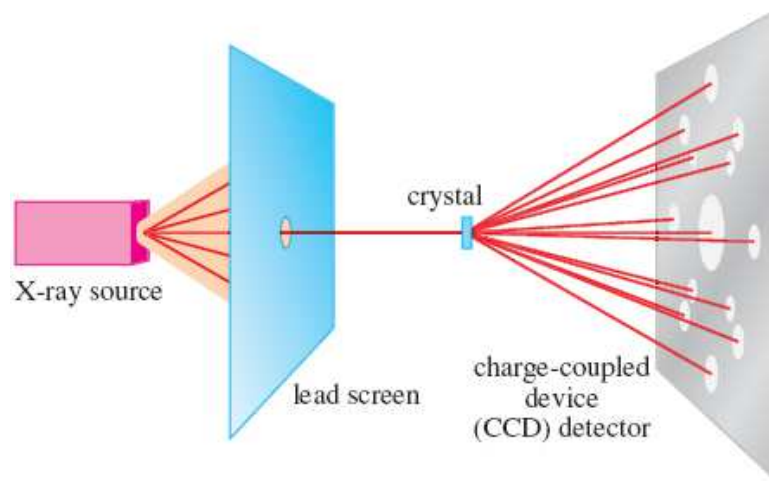 crystal
X-ray source
lead screen
charge-coupled
device
(CCD) detector